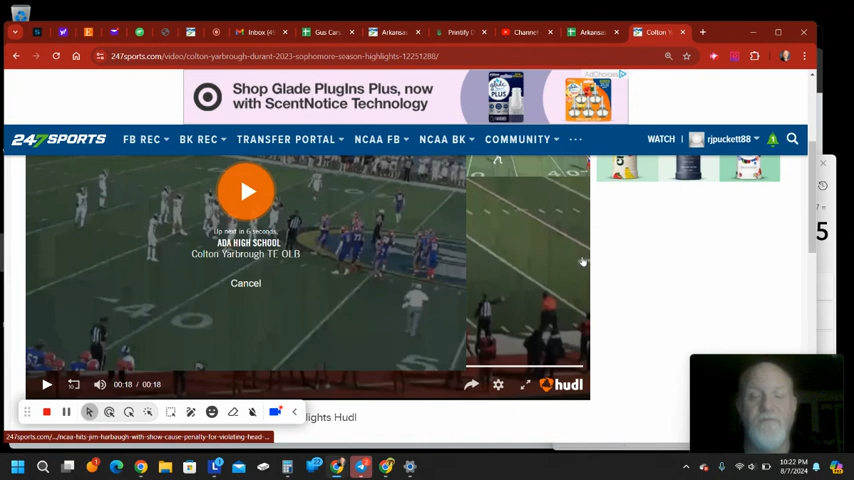 Inbox (4
Gus Cara
Arkansas
Printify D
Channel
Arkansas
Colton Y
247sports.com/video/colton-yarbrough-durant-2023-sophomore-season-highlights-12251288/
Shop Glade PlugIns Plus, now
with ScentNotice Technology
AdChoices
247SPORTS
FB REC
BK REC
TRANSFER PORTAL
NCAA FB
NCAA BK
COMMUNITY
WATCH
rjpuckett88
Up next in 6 seconds,
ADA HIGH SCHOOL
Colton Yarbrough TE OLB
Cancel
5
00:18 / 00:18
hudl
lights Hudl
247sports.com/.../ncaa-hits-jim-harbaugh-with-show-cause-penalty-for-violating-head-...
10:22 PM
8/7/2024